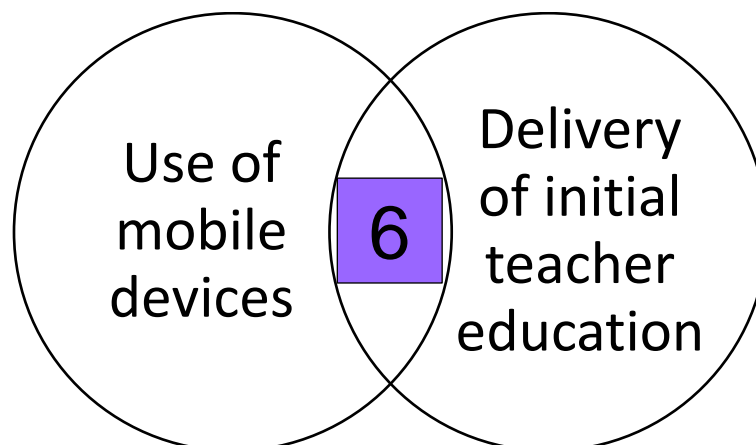 Use of
mobile
devices
6
Delivery
of initial
teacher
education